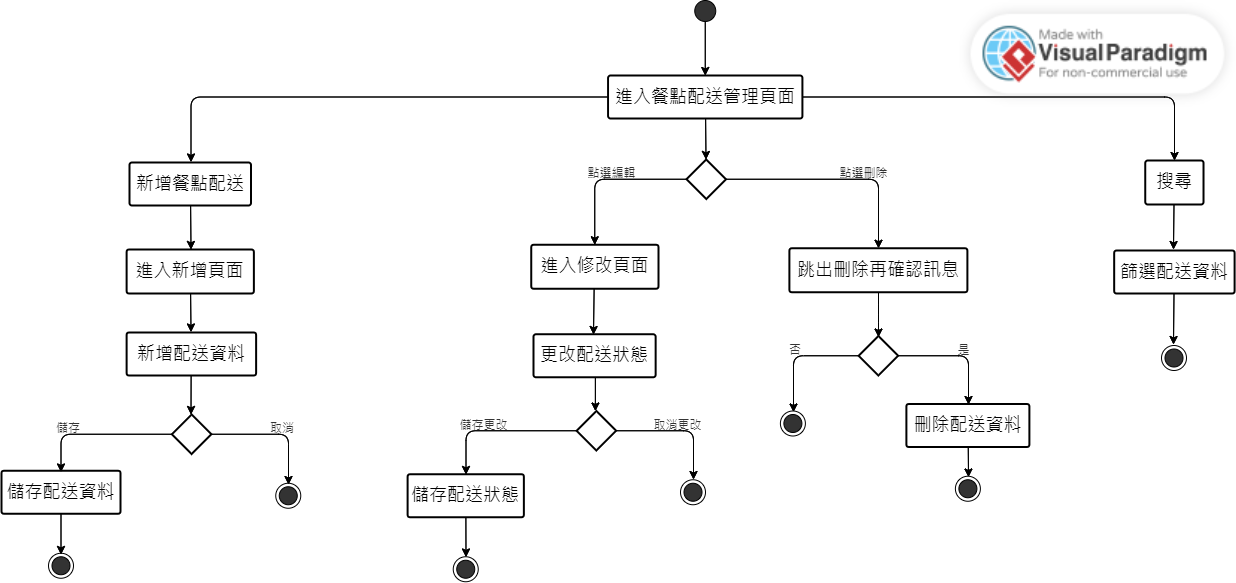 Made with
VisualParadigm
For non-commercial use
進入餐點配送管理頁面
新增餐點配送
點選編輯
點選刪除
搜尋
進入新增頁面
進入修改頁面
跳出刪除再確認訊息
篩選配送資料
新增配送資料
更改配送狀態
否
是
儲存
取消
儲存更改
取消更改
刪除配送資料
儲存配送資料
儲存配送狀態